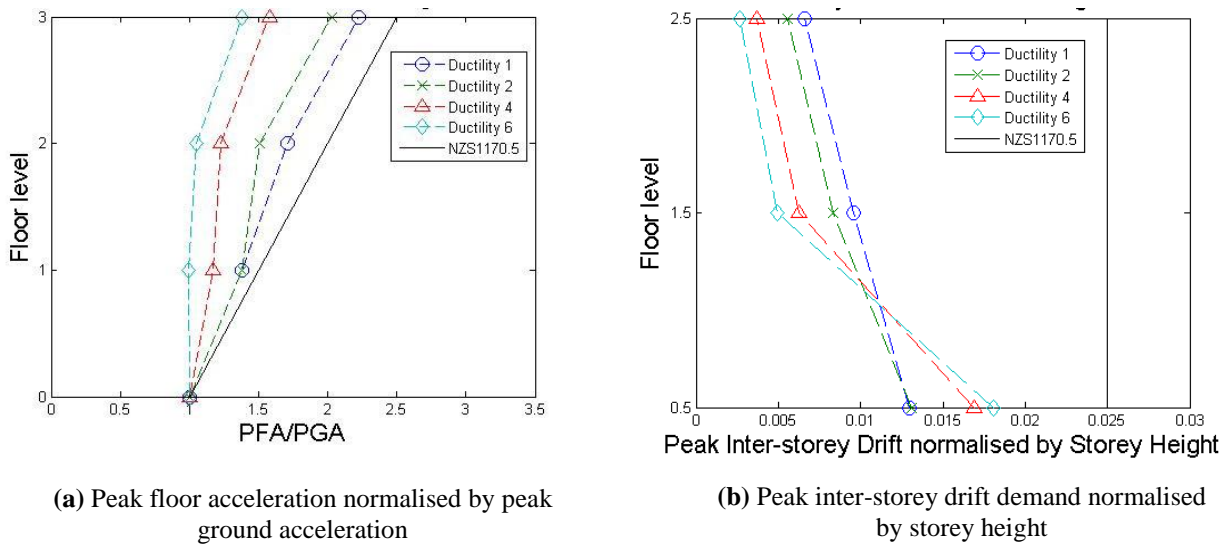 3
2
1
0
Floor level
0
0.5
1
1.5
2
2.5
3
3.5
PFA/PGA
Ductility 1
Ductility 2
Ductility 4
Ductility 6
NZS1170.5
(a) Peak floor acceleration normalised by peak
ground acceleration
2.5
1.5
0.5
Floor level
0
0.005
0.01
0.015
0.02
0.025
0.03
Peak Inter-storey Drift normalised by Storey Height
Ductility 1
Ductility 2
Ductility 4
Ductility 6
NZS1170.5
(b) Peak inter-storey drift demand normalised
by storey height